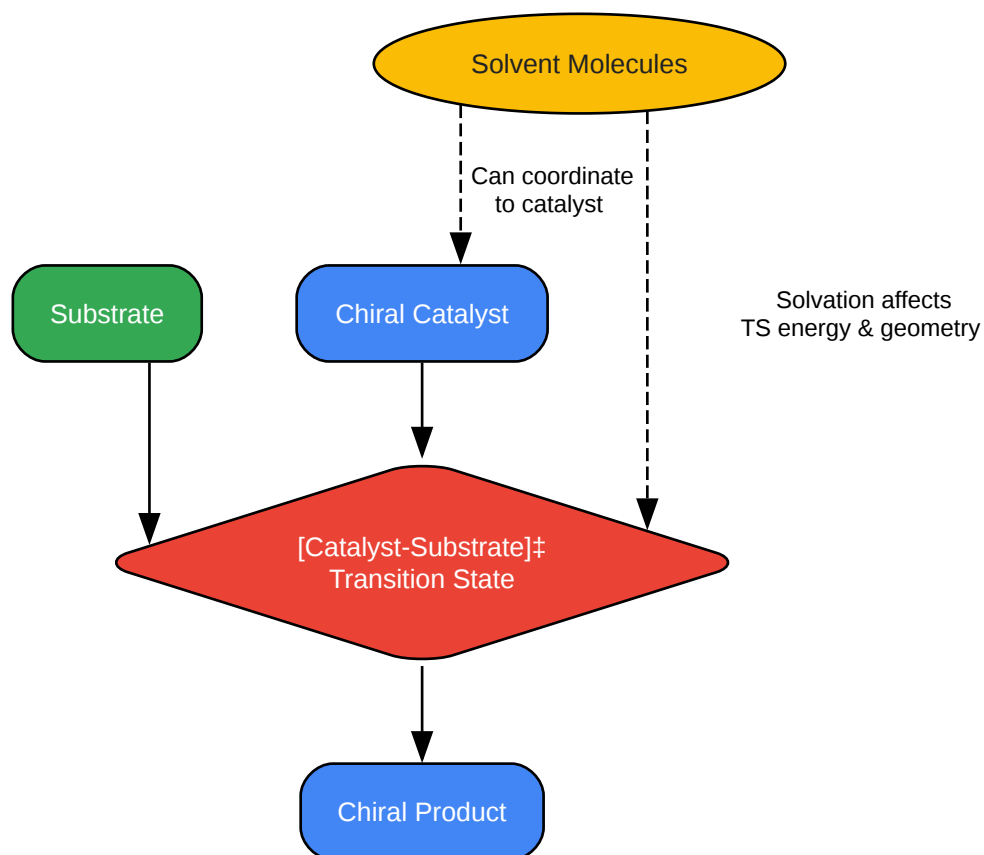 Solvent Molecules
Can coordinate
to catalyst
Substrate
Chiral Catalyst
Solvation affects
TS energy & geometry
[Catalyst-Substrate]‡
Transition State
Chiral Product